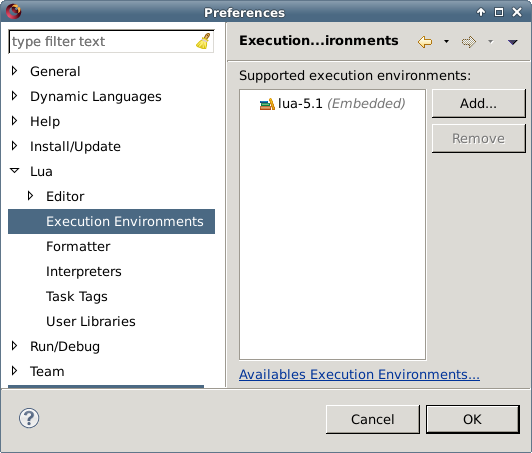 Preferences
type filter text
General
Dynamic Languages
Help
Install/Update
Lua
Editor
Execution Environments
Formatter
Interpreters
Task Tags
User Libraries
Run/Debug
Team
Execution...ironments
Supported execution environments:
lua-5.1 (Embedded)
Add...
Remove
Availables Execution Environments...
?
Cancel
OK